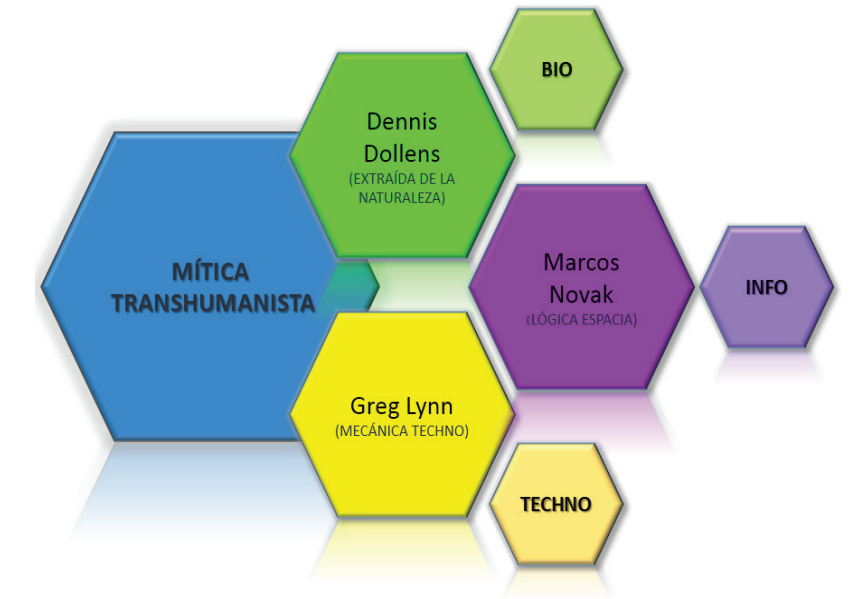 BIO
Dennis
Dollens
(EXTRAÍDA DE LA
NATURALEZA)
MÍTICA
TRANSHUMANISTA
Marcos
Novak
(LÓGICA ESPACIA)
INFO
Greg Lynn
(MECÁNICA TECHNO)
TECHNO